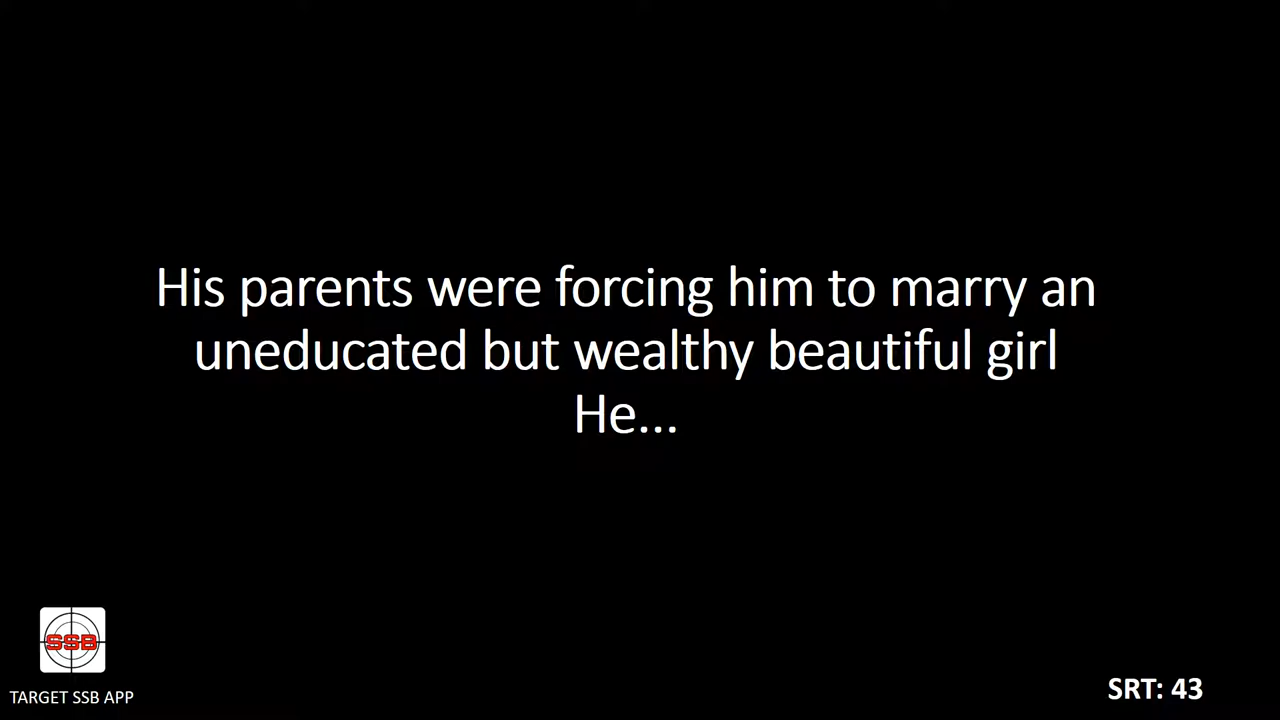 His parents were forcing him to marry an
uneducated but wealthy beautiful girl
He...
SSB
TARGET SSB APP
SRT: 43